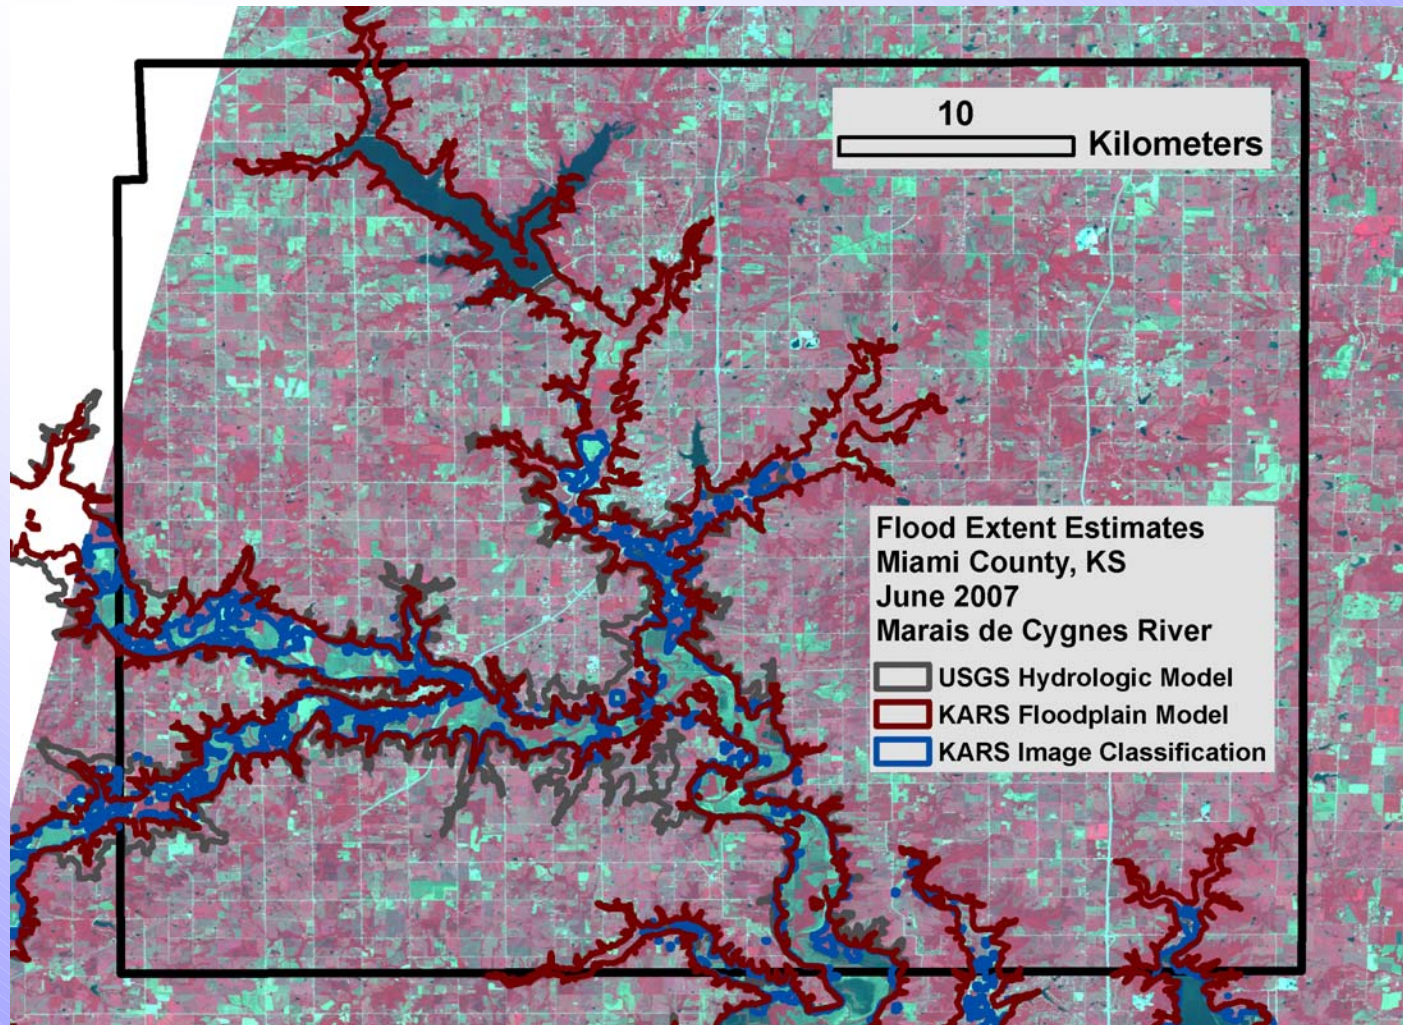 10
Kilometers
Flood Extent Estimates
Miami County, KS
June 2007
Marais de Cygnes River
USGS Hydrologic Model
KARS Floodplain Model
KARS Image Classification